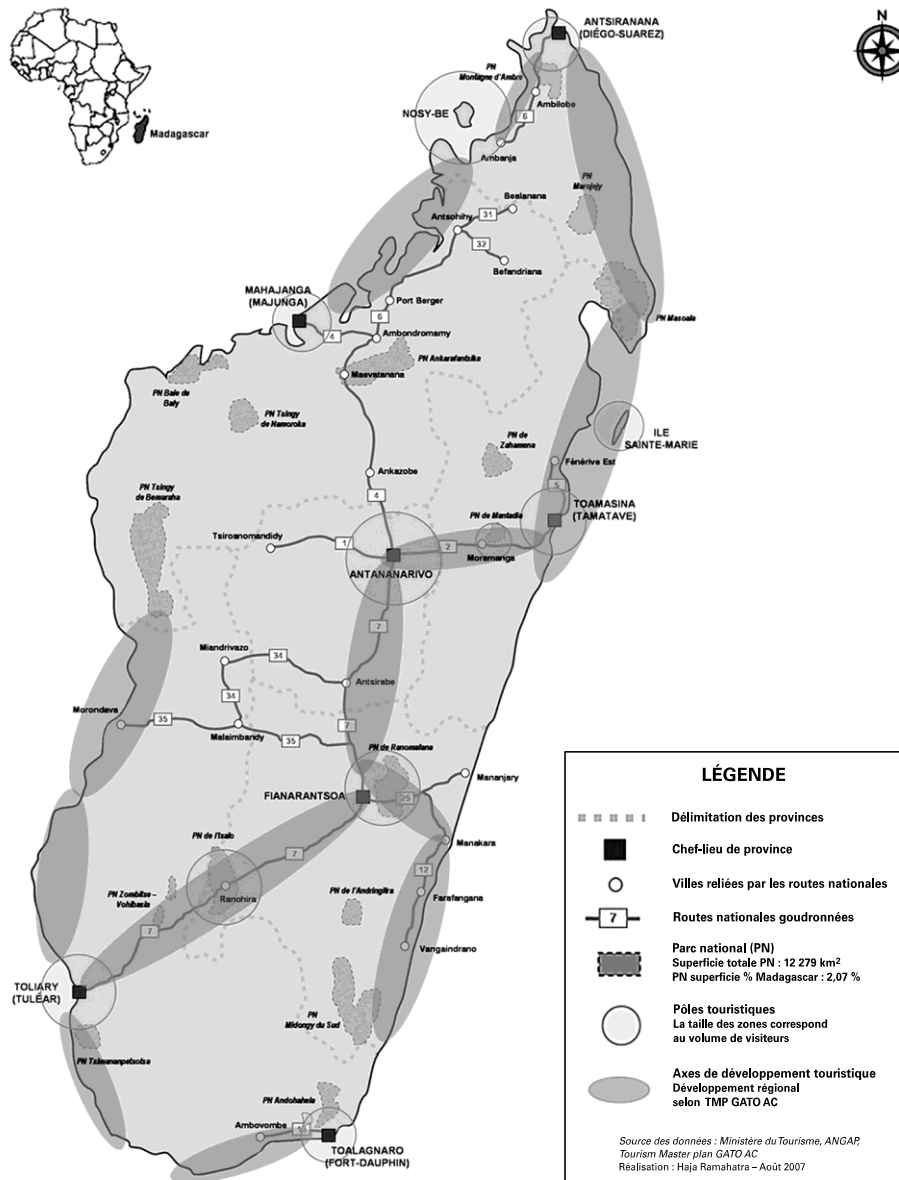 ANTSIRANANA
(DIÉGO-SUAREZ)
N
PN
Montagne d'Ambre
Madagascar
NOSY-BE
Ambilobe
6
Ambanja
PN
Marojejy
Bealanana
Antsohihy
31
32
Befandriana
MAHAJANGA
(MAJUNGA)
Port Berger
6
4
Ambondromamy
PN Masoala
PN Ankarafantsika
Maevatanana
PN Baie de
Baly
PN Tsingy
de Namoroka
ILE
SAINTE-MARIE
PN de
Zahamena
Fénérive Est
Ankazobe
5
PN Tsingy
de Bemaraha
4
TOAMASINA
(TAMATAVE)
PN de Mantadia
Tsiroanomandidy
1
2
Moramanga
ANTANANARIVO
7
Miandrivazo
34
Antsirabe
34
Morondava
35
7
Malaimbandy
35
PN de Ranomafana
Mananjary
FIANARANTSOA
25
PN de l'Isalo
7
Manakara
12
Ranohira
PN Zombitse –
Vohibasia
PN de l'Andringitra
Farafangana
7
Vangaindrano
TOLIARY
(TULÉAR)
PN
Midongy du Sud
PN Tsimananpetsotsa
PN Andohahela
Ambovombe
TOALAGNARO
(FORT-DAUPHIN)
LÉGENDE
Délimitation des provinces
Chef-lieu de province
Villes reliées par les routes nationales
7
Routes nationales goudronnées
Parc national (PN)
Superficie totale PN : 12 279 km²
PN superficie % Madagascar : 2,07 %
Pôles touristiques
La taille des zones correspond
au volume de visiteurs
Axes de développement touristique
Développement régional
selon TMP GATO AC
Source des données : Ministère du Tourisme, ANGAP,
Tourism Master plan GATO AC
Réalisation : Haja Ramahatra – Août 2007